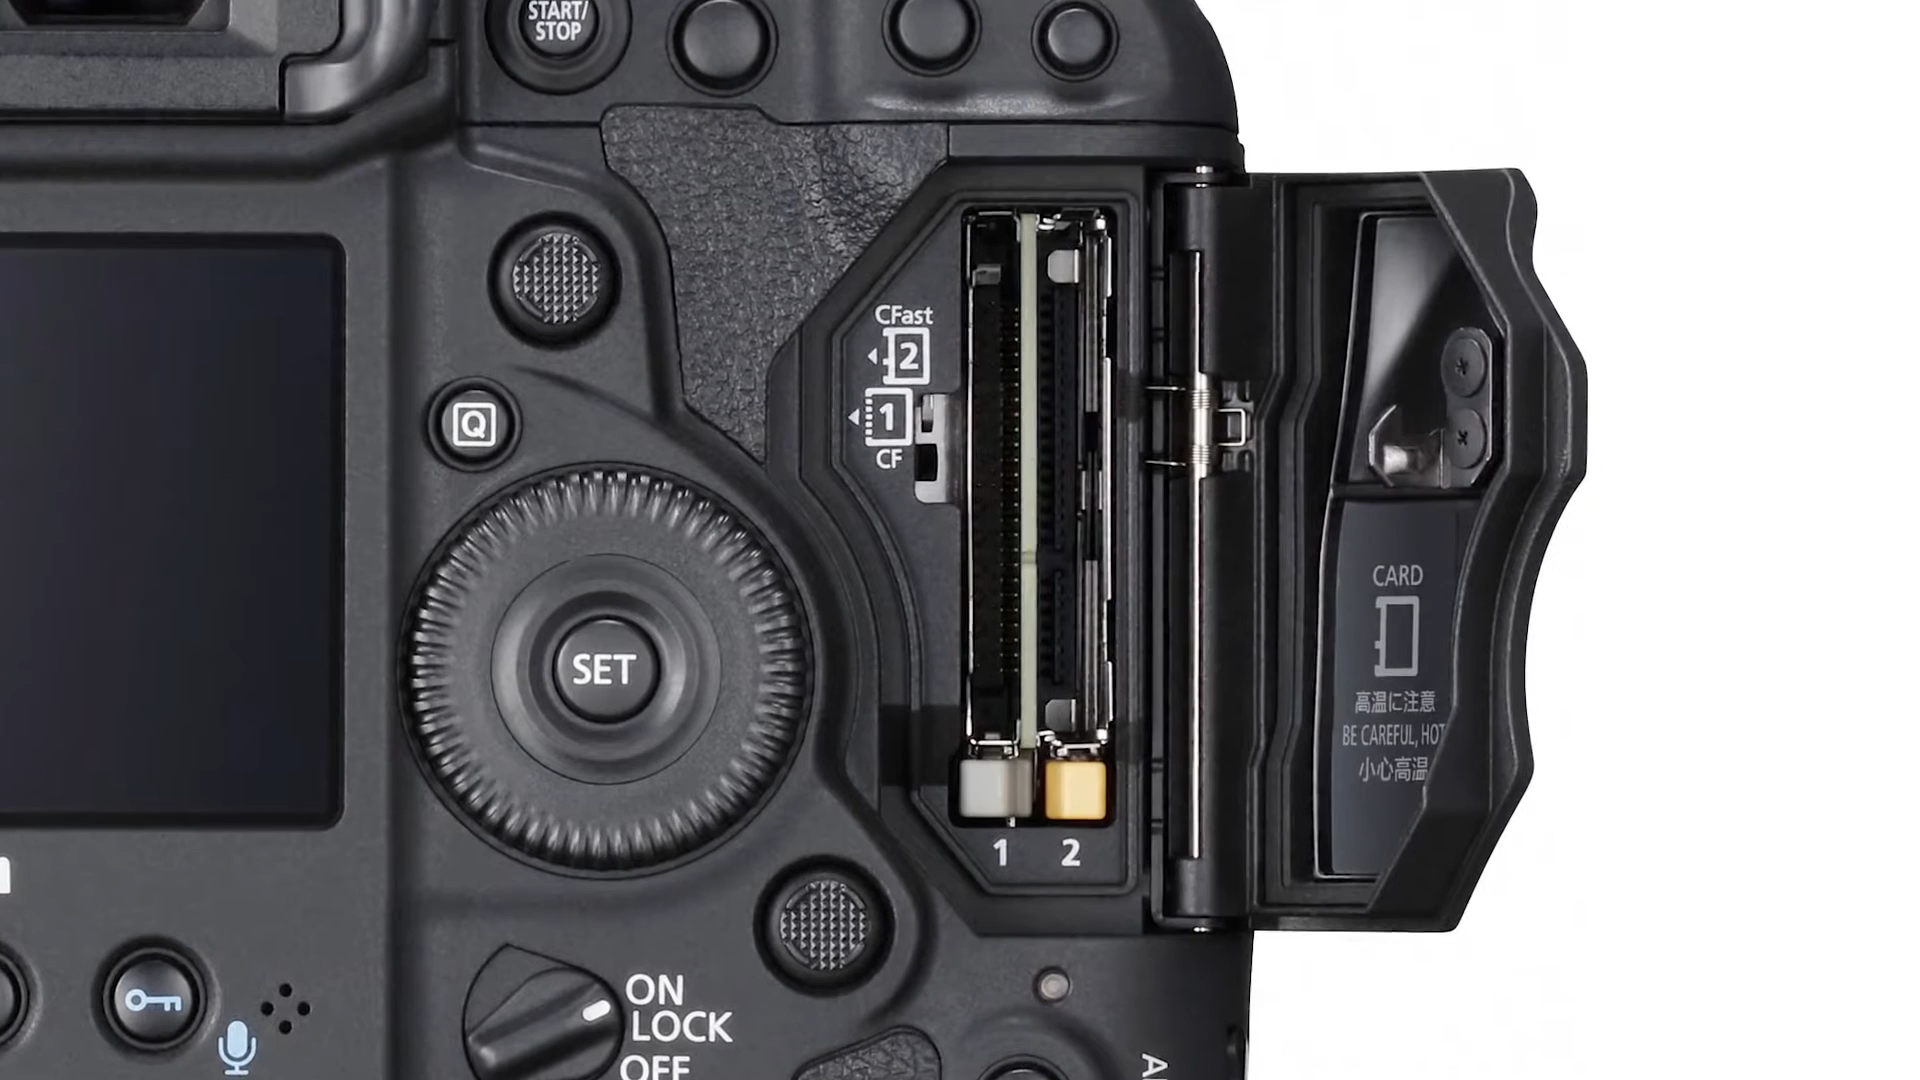 START/
STOP
CFast
2
1
CF
Q
SET
1 2
CARD
高温に注意
BE CAREFUL, HOT
小心高温
ON
LOCK
OFF